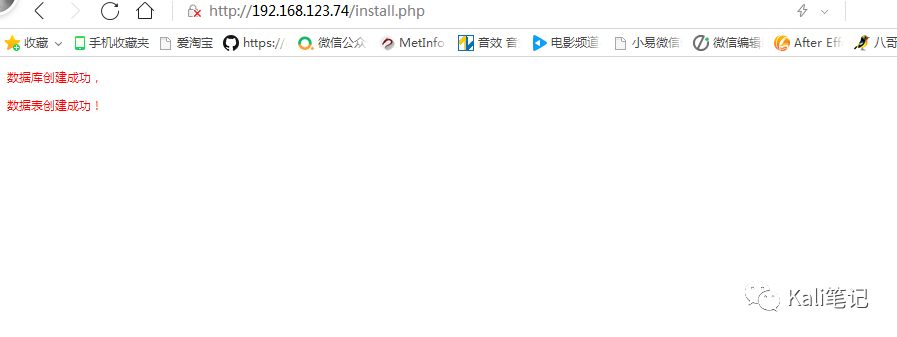 http://192.168.123.74/install.php
收藏 手机收藏夹 爱淘宝 https:// 微信公众 MetInfo 音效 音 电影频道 小易微信 微信编辑 After Eff 八哥
数据库创建成功，
数据表创建成功！
Kali笔记